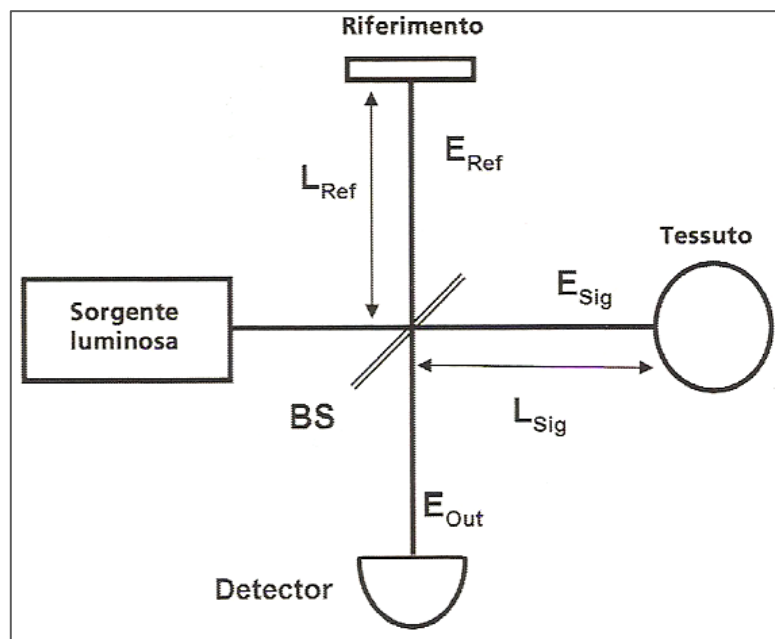 Riferimento
E_Ref
L_Ref
Tessuto
E_Sig
Sorgente
luminosa
BS
L_Sig
E_Out
Detector